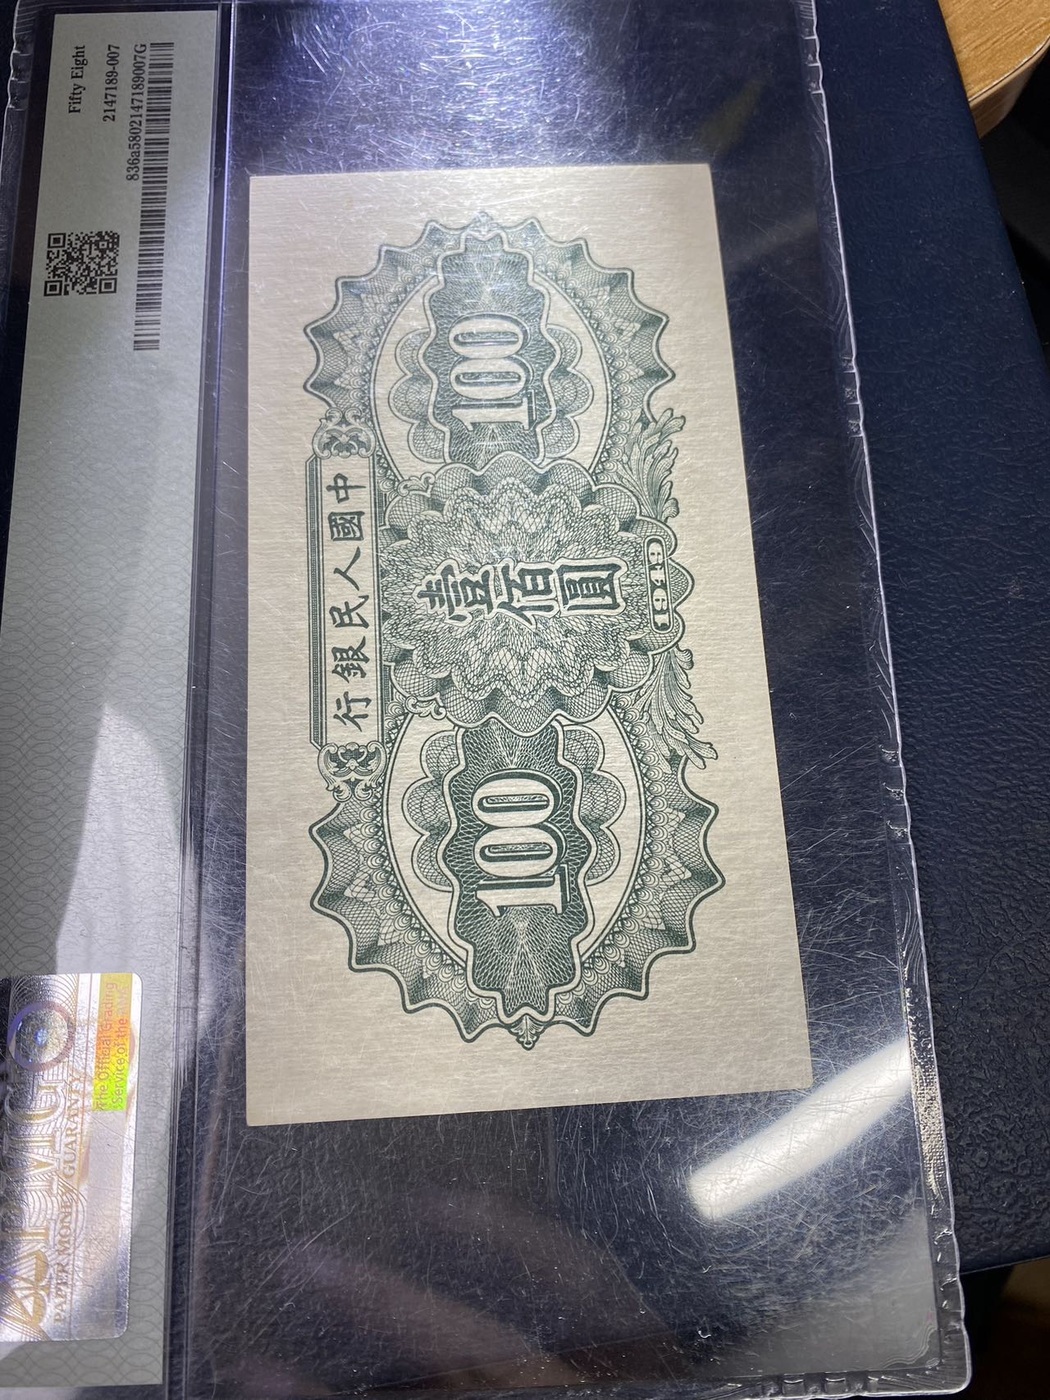 Fifty Eight
2147189-007
836a5802147189007G
中國人民銀行
100
壹佰圓
100
PMG
PAPER MONEY GUARANTY
The Official Grading
Service of the